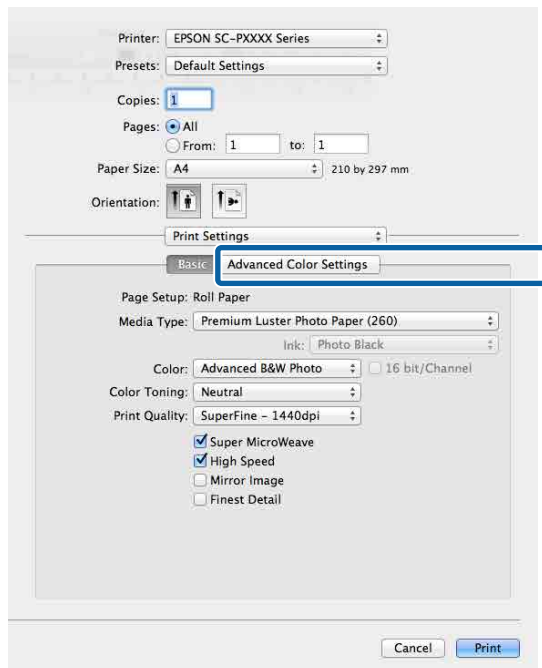 Printer: EPSON SC-PXXXX Series
Presets: Default Settings
Copies: 1
Pages: All
From: 1 to: 1
Paper Size: A4 210 by 297 mm
Orientation:
Print Settings
Basic Advanced Color Settings
Page Setup: Roll Paper
Media Type: Premium Luster Photo Paper (260)
Ink: Photo Black
Color: Advanced B&W Photo 16 bit/Channel
Color Toning: Neutral
Print Quality: SuperFine - 1440dpi
Super MicroWeave
High Speed
Mirror Image
Finest Detail
Cancel Print